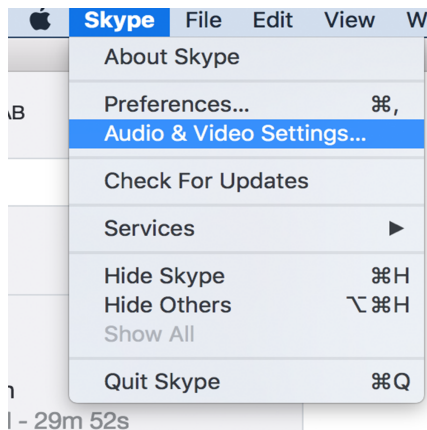 Skype File Edit View W
About Skype
Preferences... ⌘,
AB
Audio & Video Settings...
Check For Updates
Services ▶
Hide Skype ⌘H
Hide Others ⌥⌘H
Show All
Quit Skype ⌘Q
- 29m 52s